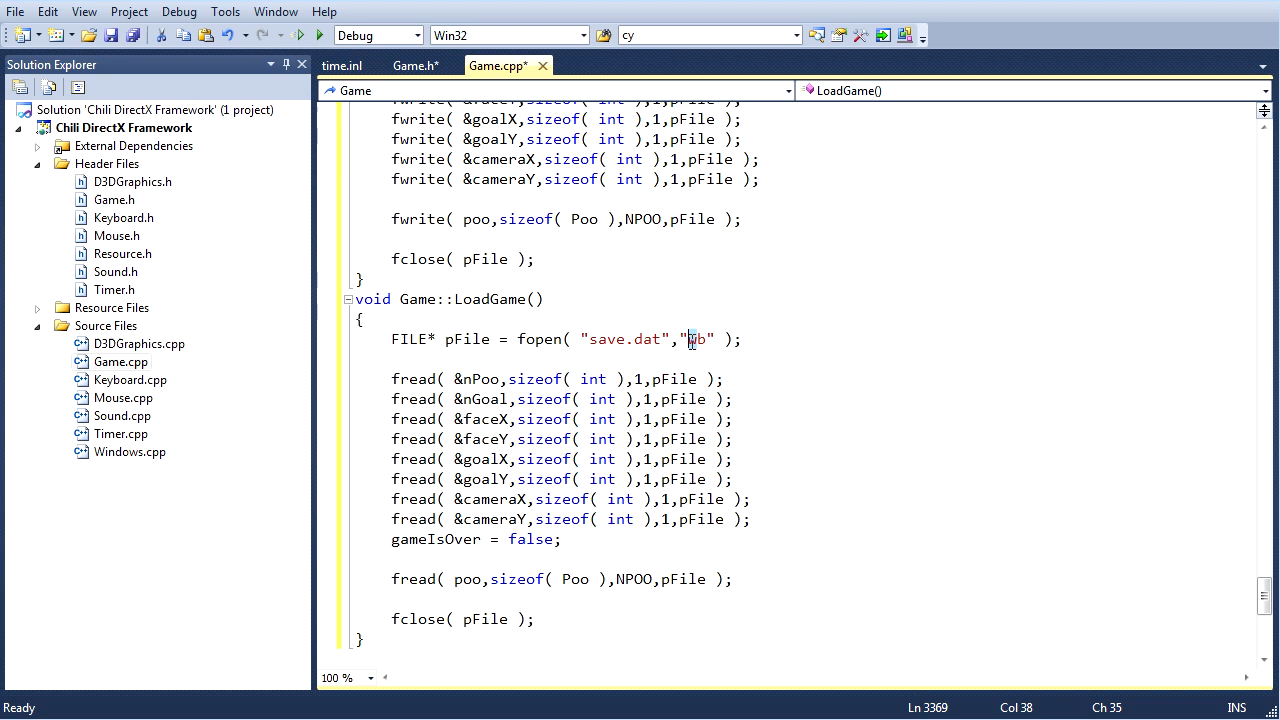 File Edit View Project Debug Tools Window Help
Debug Win32 cy
Solution Explorer
time.inl Game.h* Game.cpp*
Game LoadGame()
Solution 'Chili DirectX Framework' (1 project)
Chili DirectX Framework
External Dependencies
Header Files
D3DGraphics.h
Game.h
Keyboard.h
Mouse.h
Resource.h
Sound.h
Timer.h
Resource Files
Source Files
D3DGraphics.cpp
Game.cpp
Keyboard.cpp
Mouse.cpp
Sound.cpp
Timer.cpp
Windows.cpp
fwrite( &faceY,sizeof( int ),1,pFile );
fwrite( &goalX,sizeof( int ),1,pFile );
fwrite( &goalY,sizeof( int ),1,pFile );
fwrite( &cameraX,sizeof( int ),1,pFile );
fwrite( &cameraY,sizeof( int ),1,pFile );
fwrite( poo,sizeof( Poo ),NPOO,pFile );
fclose( pFile );
}
void Game::LoadGame()
{
FILE* pFile = fopen( "save.dat","wb" );
fread( &nPoo,sizeof( int ),1,pFile );
fread( &nGoal,sizeof( int ),1,pFile );
fread( &faceX,sizeof( int ),1,pFile );
fread( &faceY,sizeof( int ),1,pFile );
fread( &goalX,sizeof( int ),1,pFile );
fread( &goalY,sizeof( int ),1,pFile );
fread( &cameraX,sizeof( int ),1,pFile );
fread( &cameraY,sizeof( int ),1,pFile );
gameIsOver = false;
fread( poo,sizeof( Poo ),NPOO,pFile );
fclose( pFile );
}
100 %
Ready Ln 3369 Col 38 Ch 35 INS